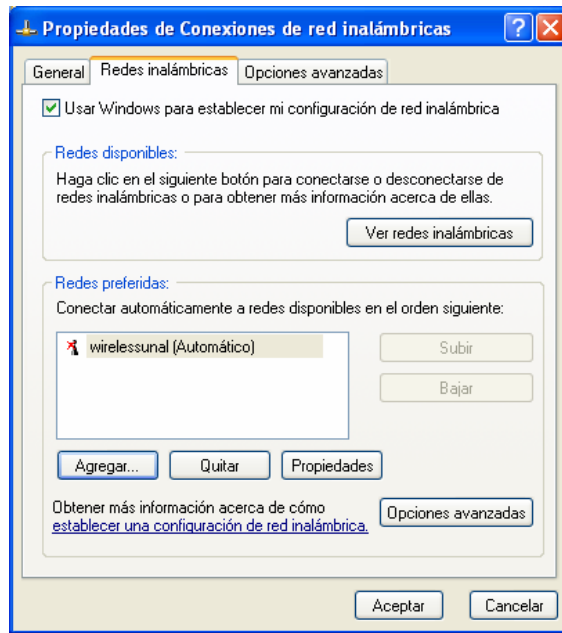 Propiedades de Conexiones de red inalámbricas
General
Redes inalámbricas
Opciones avanzadas
Usar Windows para establecer mi configuración de red inalámbrica
Redes disponibles:
Haga clic en el siguiente botón para conectarse o desconectarse de
redes inalámbricas o para obtener más información acerca de ellas.
Ver redes inalámbricas
Redes preferidas:
Conectar automáticamente a redes disponibles en el orden siguiente:
wirelessunal (Automático)
Subir
Bajar
Agregar...
Quitar
Propiedades
Obtener más información acerca de cómo
establecer una configuración de red inalámbrica.
Opciones avanzadas
Aceptar
Cancelar